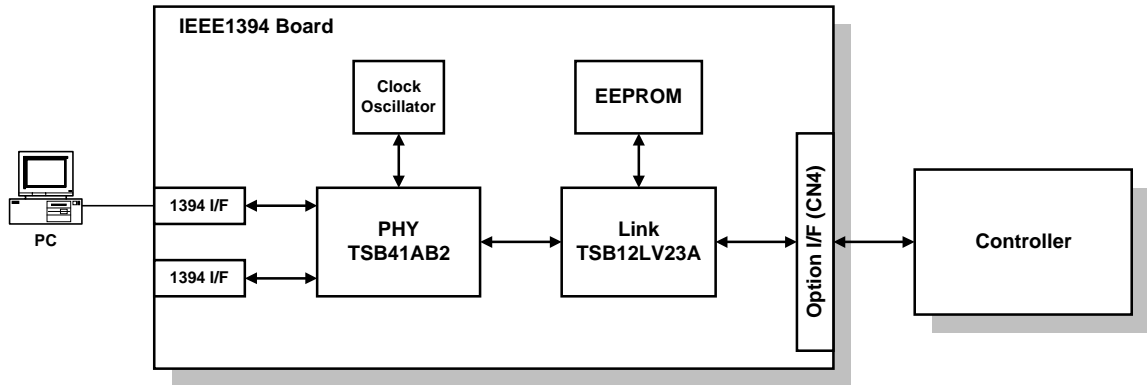 IEEE1394 Board
Clock
Oscillator
EEPROM
1394 I/F
PHY
TSB41AB2
Link
TSB12LV23A
Option I/F (CN4)
Controller
PC
1394 I/F